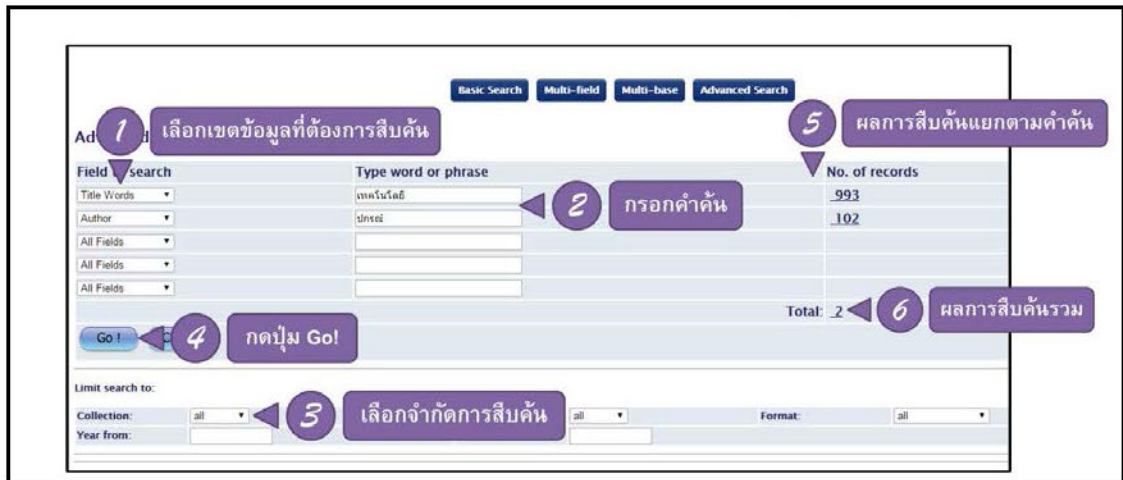 Basic Search Multi-field Multi-base Advanced Search
Ad d
1 เลือกเขตข้อมูลที่ต้องการสืบค้น
5 ผลการสืบค้นแยกตามคำค้น
Field search Type word or phrase No. of records
Title Words เทคโนโลยี 993
2 กรอกคำค้น
Author ปกรณ์ 102
All Fields
All Fields
All Fields
Total: 2 6 ผลการสืบค้นรวม
Go ! 4 กดปุ่ม Go!
Limit search to:
Collection: all 3 เลือกจำกัดการสืบค้น all Format: all
Year from: